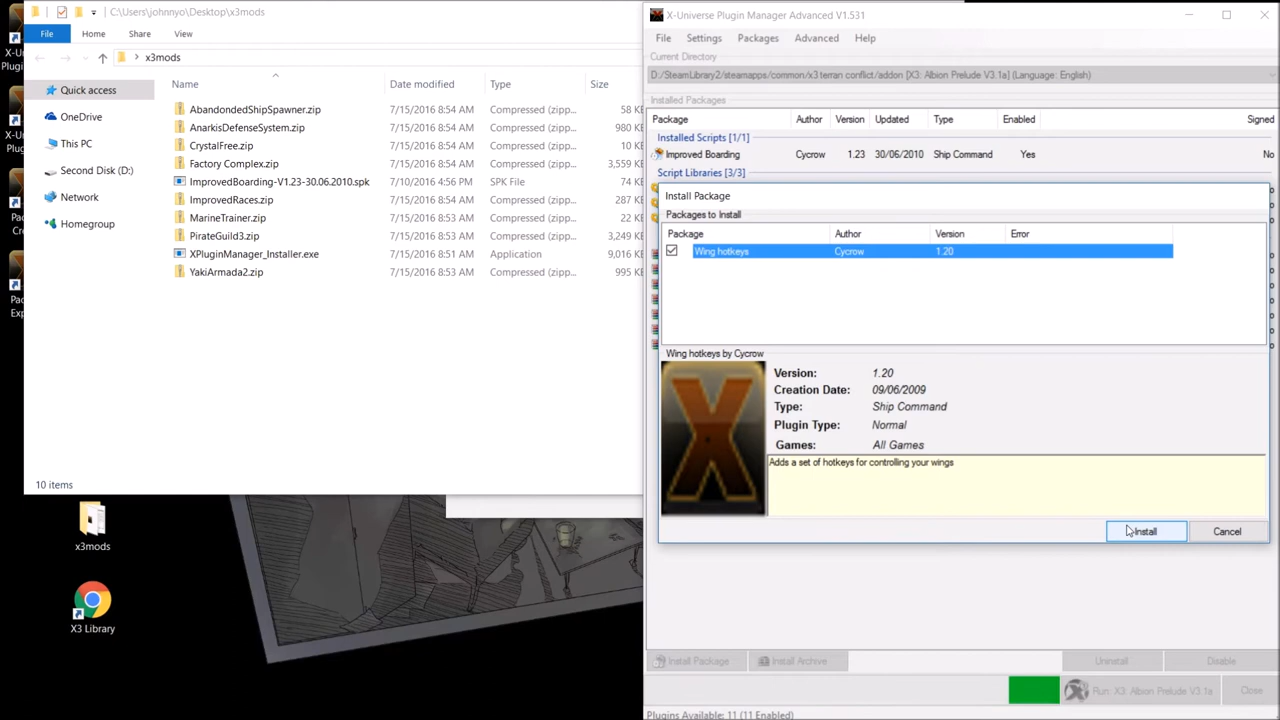 C:\Users\johnnyo\Desktop\x3mods
File Home Share View
x3mods
Quick access
OneDrive
This PC
Second Disk (D:)
Network
Homegroup
Name Date modified Type Size
AbandondedShipSpawner.zip 7/15/2016 8:54 AM Compressed (zipp... 58 KB
AnarkisDefenseSystem.zip 7/15/2016 8:54 AM Compressed (zipp... 980 KB
CrystalFree.zip 7/15/2016 8:54 AM Compressed (zipp... 10 KB
Factory Complex.zip 7/15/2016 8:54 AM Compressed (zipp... 3,559 KB
ImprovedBoarding-V1.23-30.06.2010.spk 7/10/2016 4:56 PM SPK File 74 KB
ImprovedRaces.zip 7/15/2016 8:54 AM Compressed (zipp... 287 KB
MarineTrainer.zip 7/15/2016 8:53 AM Compressed (zipp... 22 KB
PirateGuild3.zip 7/15/2016 8:53 AM Compressed (zipp... 3,249 KB
XPluginManager_Installer.exe 7/15/2016 8:51 AM Application 9,016 KB
YakiArmada2.zip 7/15/2016 8:53 AM Compressed (zipp... 995 KB
10 items
x3mods
X3 Library
X-Universe Plugin Manager Advanced V1.531
File Settings Packages Advanced Help
Current Directory
D:/SteamLibrary2/steamapps/common/x3 terran conflict/addon [X3: Albion Prelude V3.1a] (Language: English)
Installed Packages
Package Author Version Updated Type Enabled Signed
Installed Scripts [1/1]
Improved Boarding Cycrow 1.23 30/06/2010 Ship Command Yes No
Script Libraries [3/3]
Install Package
Packages to Install
Package Author Version Error
Wing hotkeys Cycrow 1.20
Wing hotkeys by Cycrow
Version: 1.20
Creation Date: 09/06/2009
Type: Ship Command
Plugin Type: Normal
Games: All Games
Adds a set of hotkeys for controlling your wings
Install Cancel
Install Package Install Archive Uninstall Disable
Run: X3: Albion Prelude V3.1a Close
Plugins Available: 11 (11 Enabled)